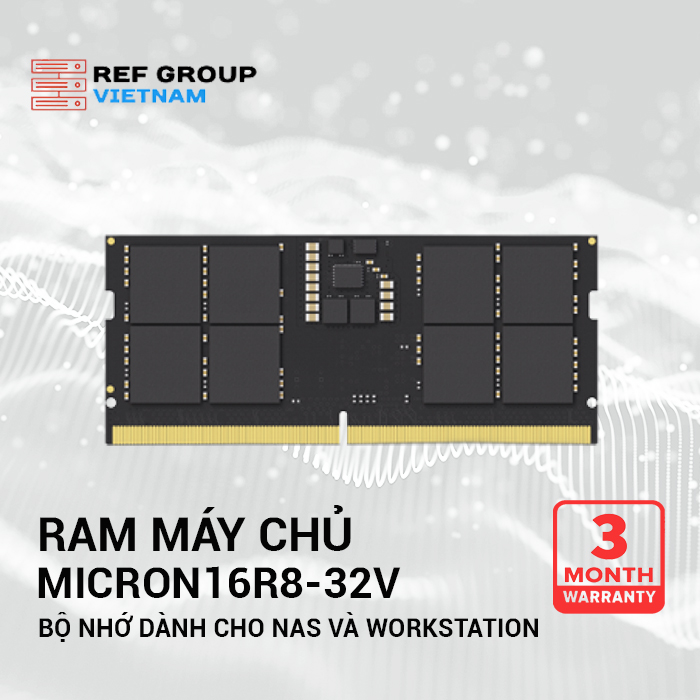 REF GROUP
VIETNAM
RAM MÁY CHỦ
MICRON16R8-32V
BỘ NHỚ DÀNH CHO NAS VÀ WORKSTATION
3
MONTH
WARRANTY